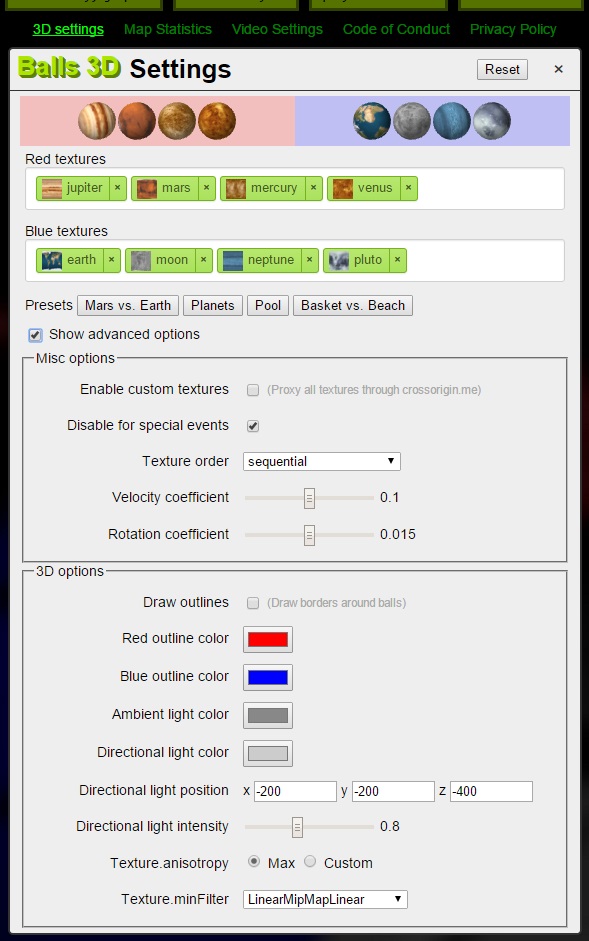 3D settings Map Statistics Video Settings Code of Conduct Privacy Policy
Balls 3D Settings Reset ×
Red textures
jupiter × mars × mercury × venus ×
Blue textures
earth × moon × neptune × pluto ×
Presets Mars vs. Earth Planets Pool Basket vs. Beach
Show advanced options
Misc options
Enable custom textures (Proxy all textures through crossorigin.me)
Disable for special events
Texture order sequential
Velocity coefficient 0.1
Rotation coefficient 0.015
3D options
Draw outlines (Draw borders around balls)
Red outline color
Blue outline color
Ambient light color
Directional light color
Directional light position x -200 y -200 z -400
Directional light intensity 0.8
Texture.anisotropy Max Custom
Texture.minFilter LinearMipMapLinear